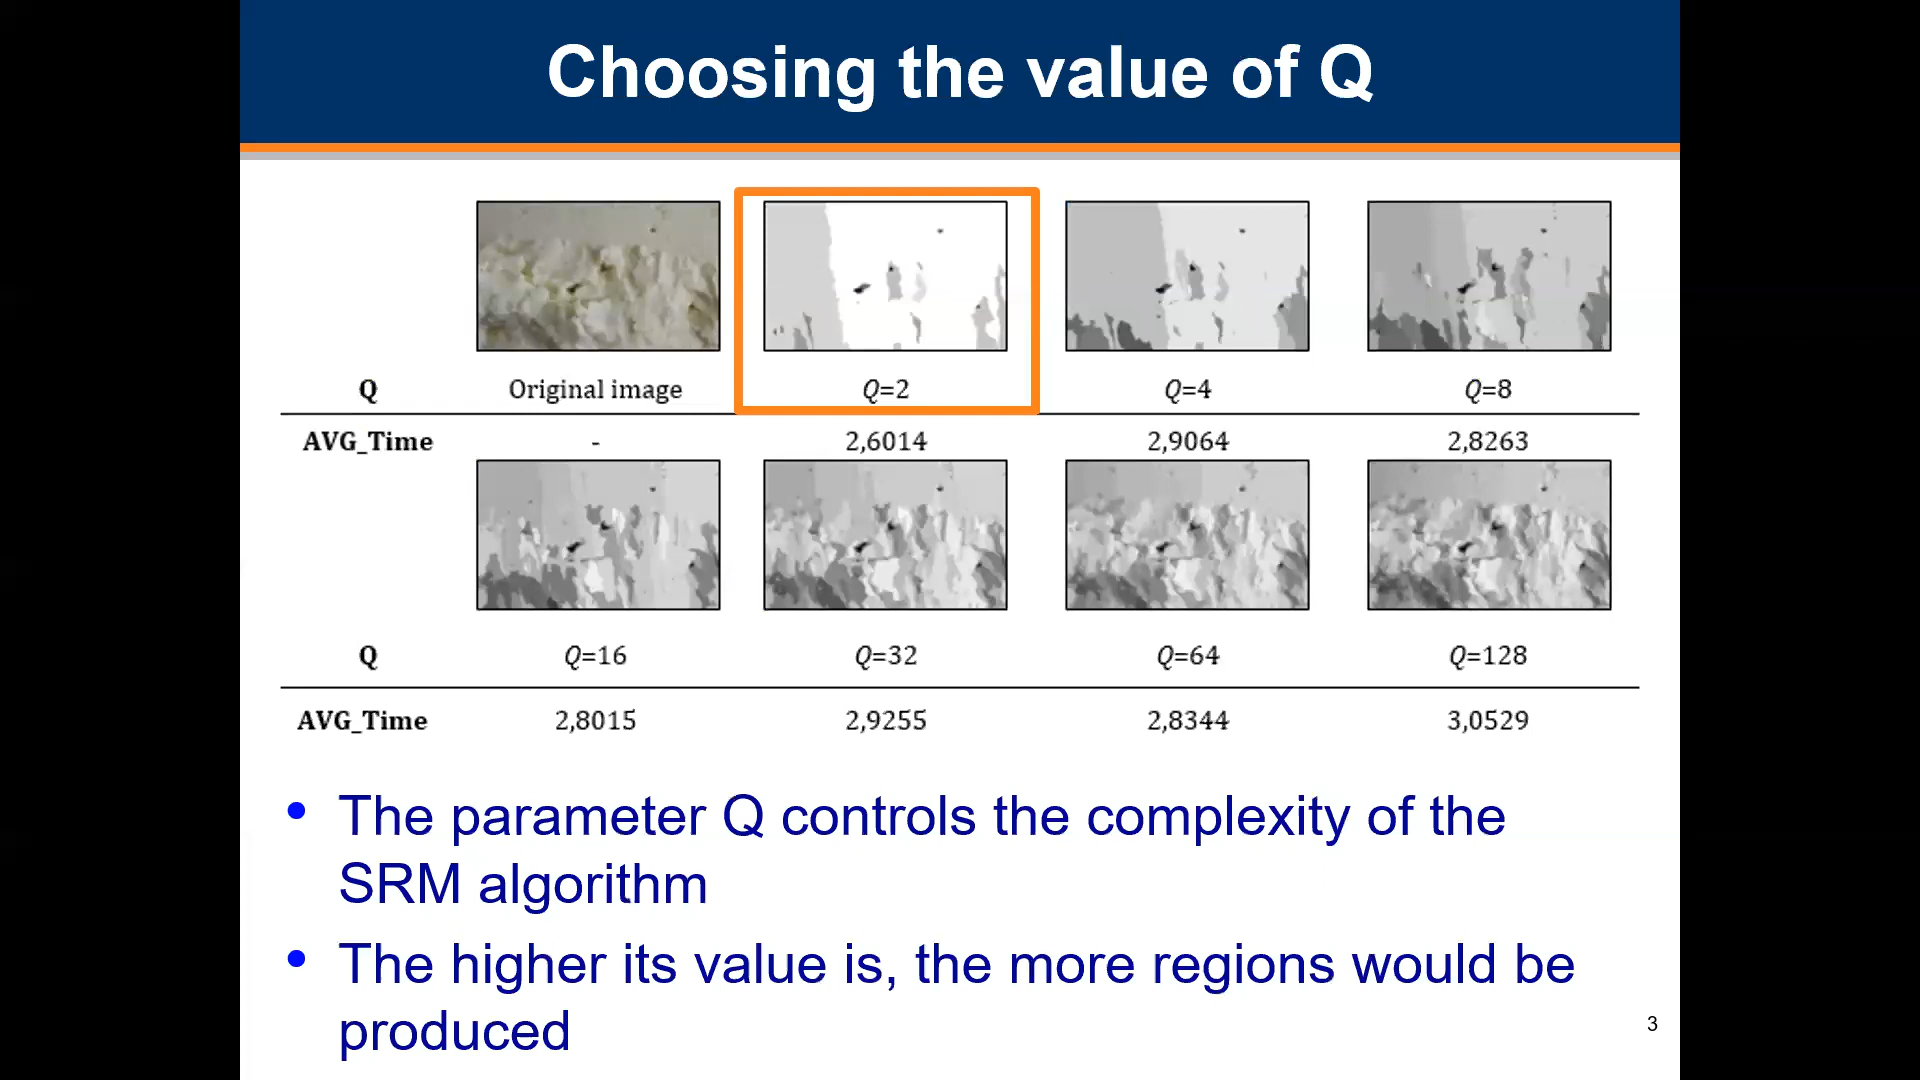 Choosing the value of Q
Q Original image Q=2 Q=4 Q=8
AVG_Time - 2,6014 2,9064 2,8263
Q Q=16 Q=32 Q=64 Q=128
AVG_Time 2,8015 2,9255 2,8344 3,0529
• The parameter Q controls the complexity of the
SRM algorithm
• The higher its value is, the more regions would be
produced
3